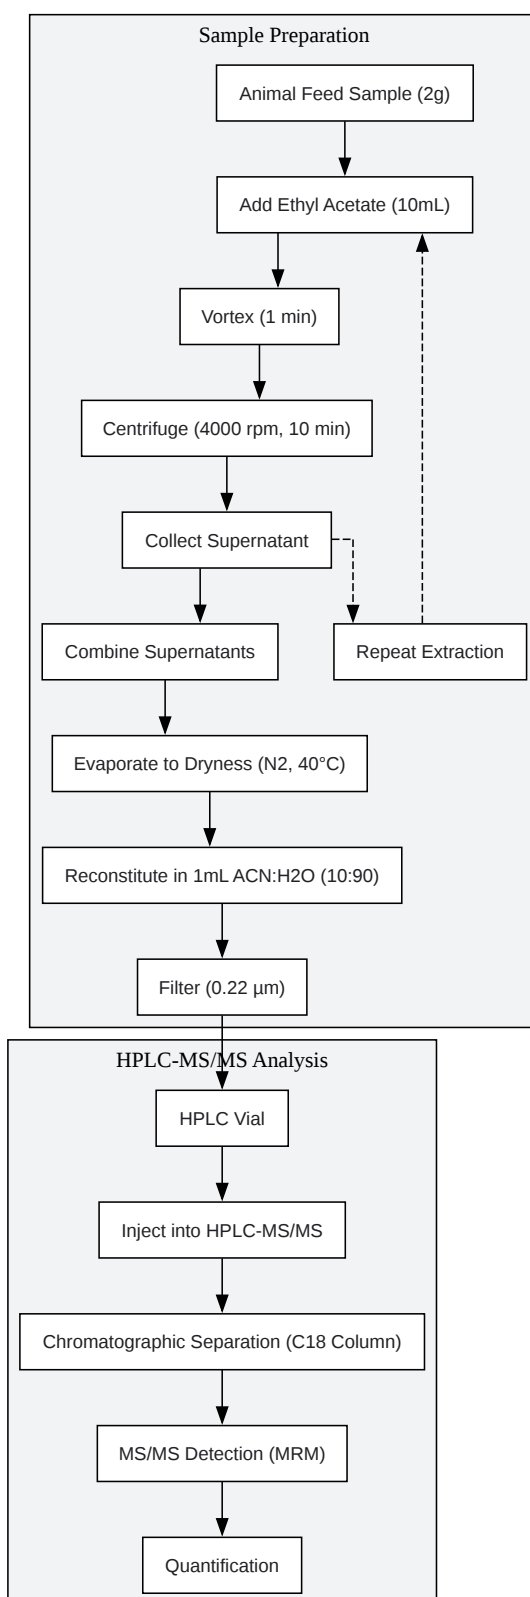 Sample Preparation
Animal Feed Sample (2g)
Add Ethyl Acetate (10mL)
Vortex (1 min)
Centrifuge (4000 rpm, 10 min)
Collect Supernatant
Combine Supernatants
Repeat Extraction
Evaporate to Dryness (N2, 40°C)
Reconstitute in 1mL ACN:H2O (10:90)
Filter (0.22 µm)
HPLC-MS/MS Analysis
HPLC Vial
Inject into HPLC-MS/MS
Chromatographic Separation (C18 Column)
MS/MS Detection (MRM)
Quantification